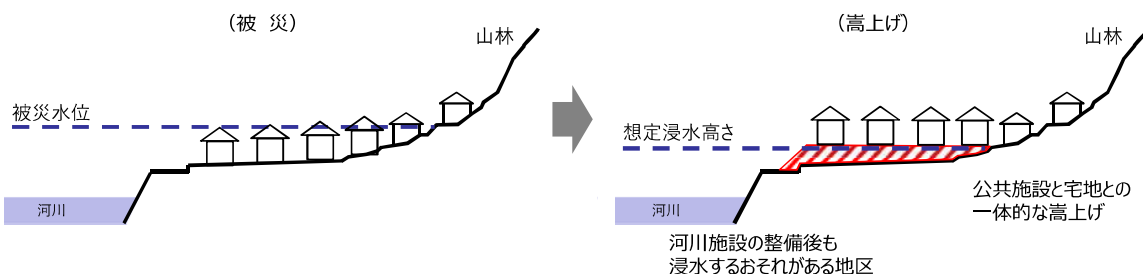 (被 災)
山林
被災水位
河川
(嵩上げ)
山林
想定浸水高さ
河川
公共施設と宅地との
一体的な嵩上げ
河川施設の整備後も
浸水するおそれがある地区